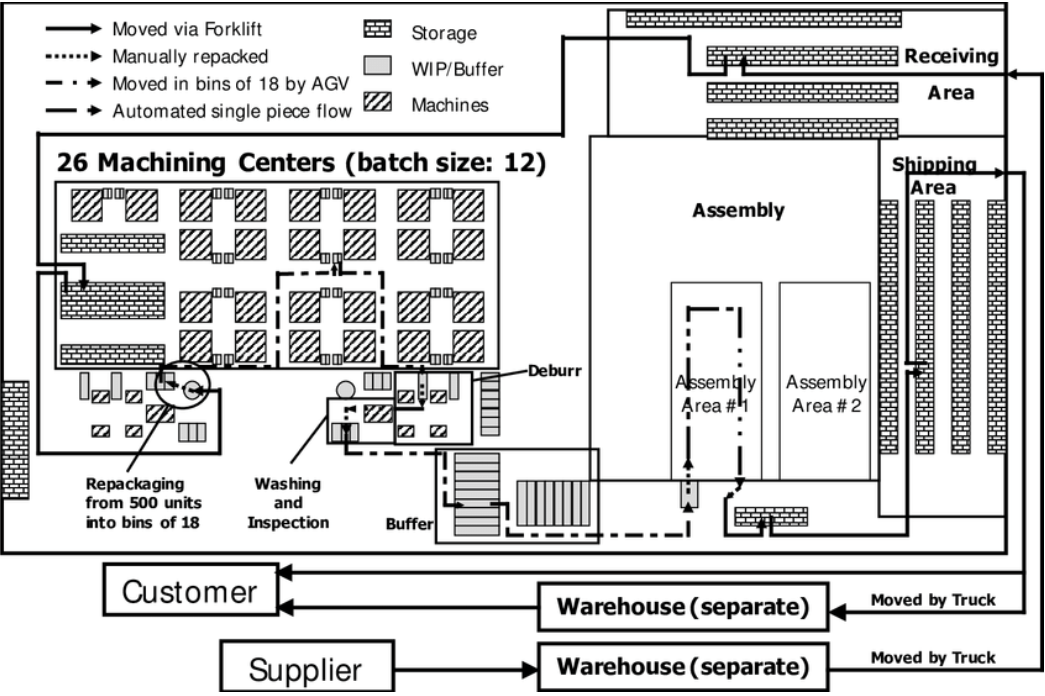 Moved via Forklift
Manually repacked
Moved in bins of 18 by AGV
Automated single piece flow
Storage
WIP/Buffer
Machines
Receiving
Area
26 Machining Centers (batch size: 12)
Shipping
Area
Assembly
Assembly
Area # 1
Assembly
Area # 2
Deburr
Repackaging
from 500 units
into bins of 18
Washing
and
Inspection
Buffer
Customer
Warehouse (separate)
Moved by Truck
Supplier
Warehouse (separate)
Moved by Truck